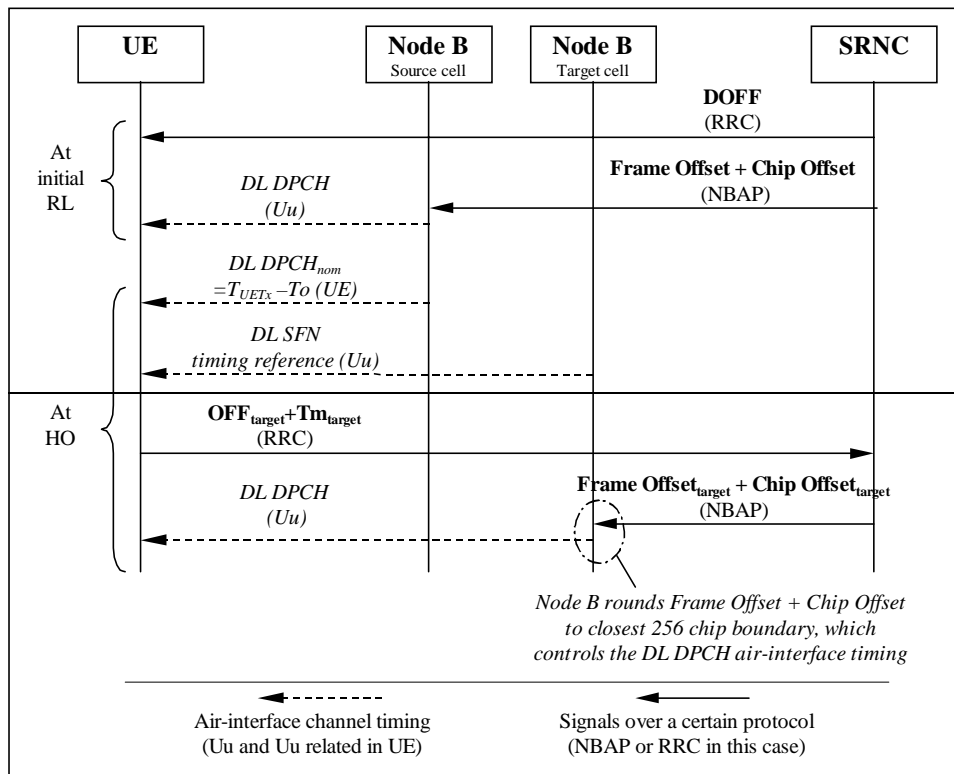 UE
Node B
Source cell
Node B
Target cell
SRNC
DOFF
(RRC)
At
initial
RL
Frame Offset + Chip Offset
(NBAP)
DL DPCH
(Uu)
DL DPCHnom
=TUETx –To (UE)
DL SFN
timing reference (Uu)
At
HO
OFFtarget+Tmtarget
(RRC)
Frame Offsettarget + Chip Offsettarget
(NBAP)
DL DPCH
(Uu)
Node B rounds Frame Offset + Chip Offset
to closest 256 chip boundary, which
controls the DL DPCH air-interface timing
Air-interface channel timing
(Uu and Uu related in UE)
Signals over a certain protocol
(NBAP or RRC in this case)